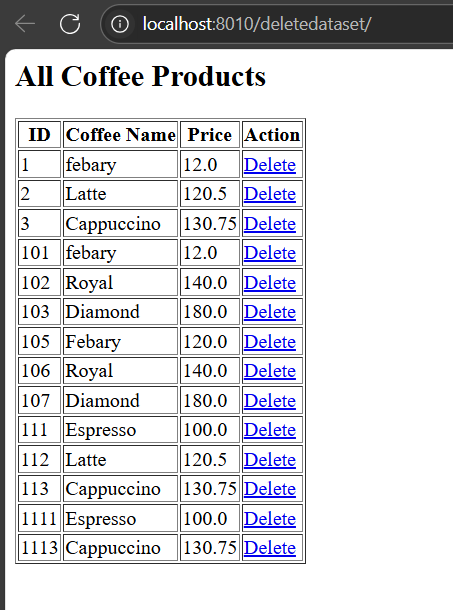 localhost:8010/deletedataset/
All Coffee Products
ID Coffee Name Price Action
1 febary 12.0 Delete
2 Latte 120.5 Delete
3 Cappuccino 130.75 Delete
101 febary 12.0 Delete
102 Royal 140.0 Delete
103 Diamond 180.0 Delete
105 Febary 120.0 Delete
106 Royal 140.0 Delete
107 Diamond 180.0 Delete
111 Espresso 100.0 Delete
112 Latte 120.5 Delete
113 Cappuccino 130.75 Delete
1111 Espresso 100.0 Delete
1113 Cappuccino 130.75 Delete